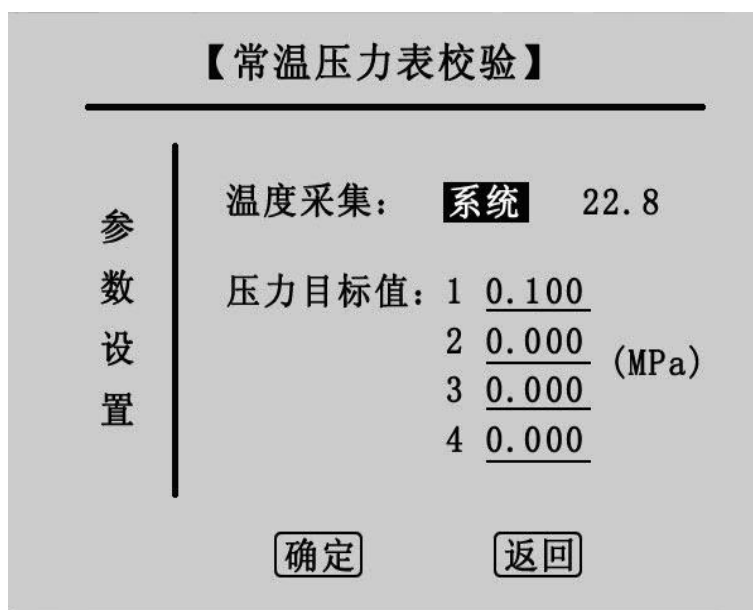 【常温压力表校验】
参数设置
温度采集： 系统 22.8
压力目标值：1 0.100
2 0.000
(MPa)
3 0.000
4 0.000
确定 返回